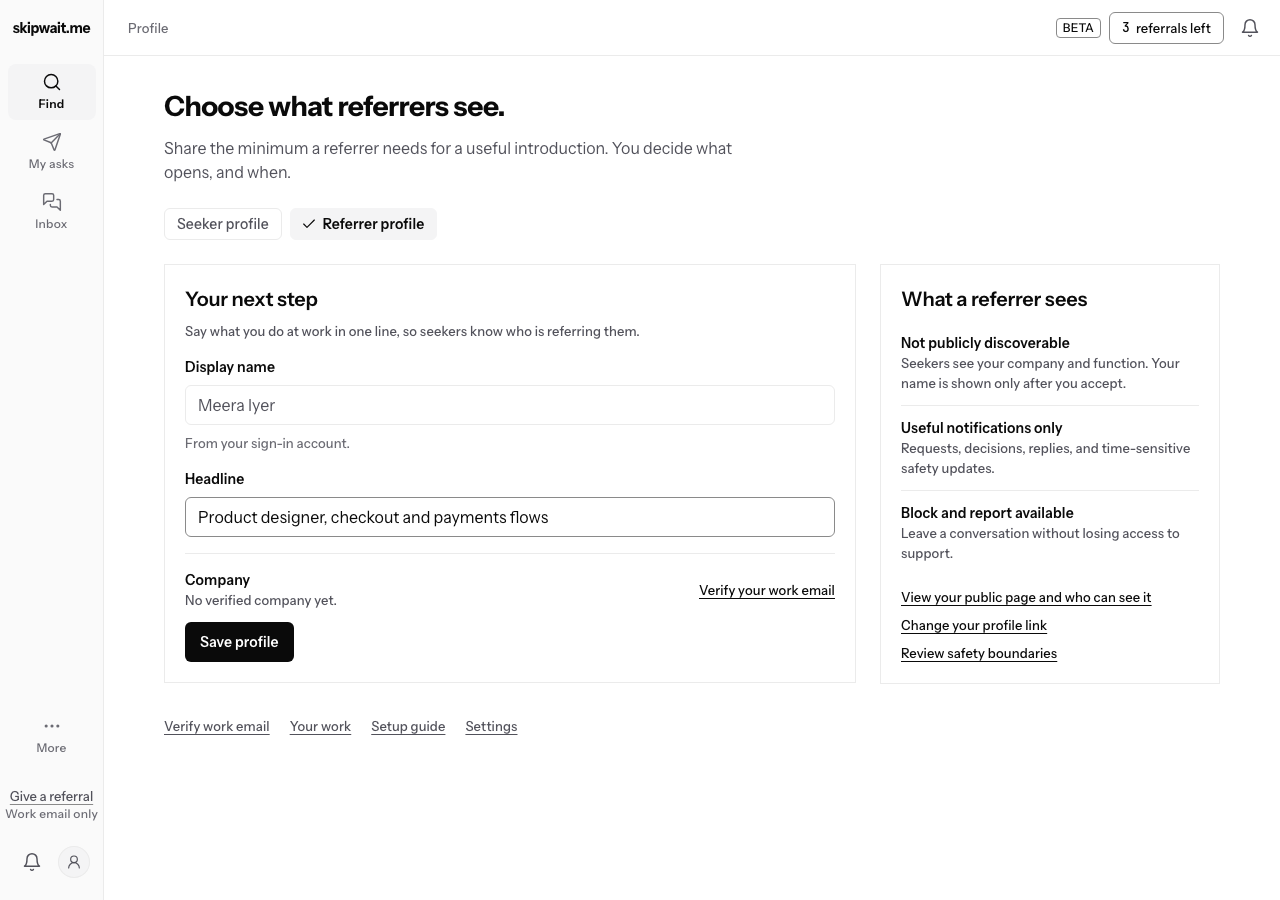 skipwait.me
Profile
BETA
3 referrals left
Find
My asks
Inbox
Choose what referrers see.
Share the minimum a referrer needs for a useful introduction. You decide what
opens, and when.
Seeker profile
Referrer profile
Your next step
Say what you do at work in one line, so seekers know who is referring them.
Display name
Meera Iyer
From your sign-in account.
Headline
Product designer, checkout and payments flows
Company
No verified company yet.
Verify your work email
Save profile
What a referrer sees
Not publicly discoverable
Seekers see your company and function. Your
name is shown only after you accept.
Useful notifications only
Requests, decisions, replies, and time-sensitive
safety updates.
Block and report available
Leave a conversation without losing access to
support.
View your public page and who can see it
Change your profile link
Review safety boundaries
Verify work email
Your work
Setup guide
Settings
More
Give a referral
Work email only